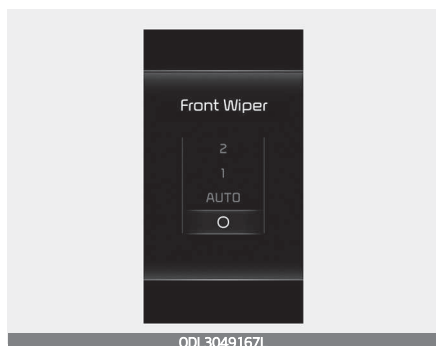 Front Wiper
2
1
AUTO
O
ODL3049167L